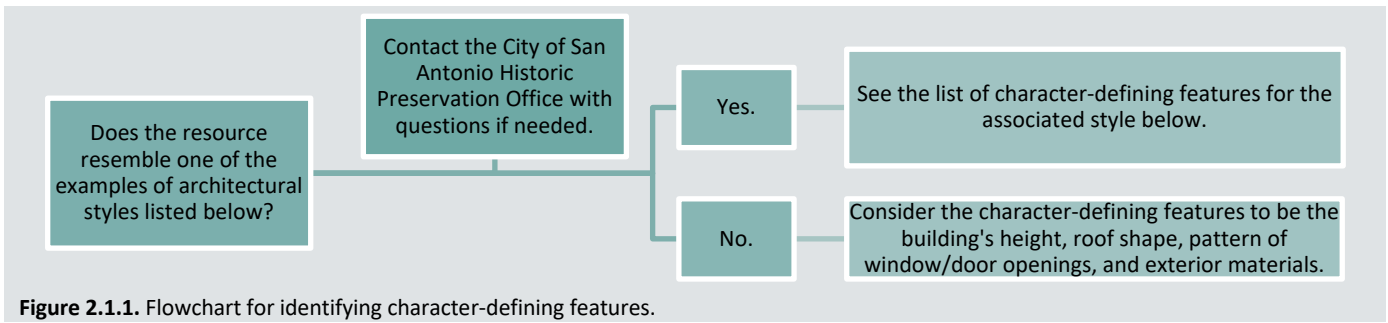 Does the resource
resemble one of the
examples of architectural
styles listed below?
Contact the City of San
Antonio Historic
Preservation Office with
questions if needed.
Yes.
See the list of character-defining features for the
associated style below.
No.
Consider the character-defining features to be the
building's height, roof shape, pattern of
window/door openings, and exterior materials.
Figure 2.1.1. Flowchart for identifying character-defining features.